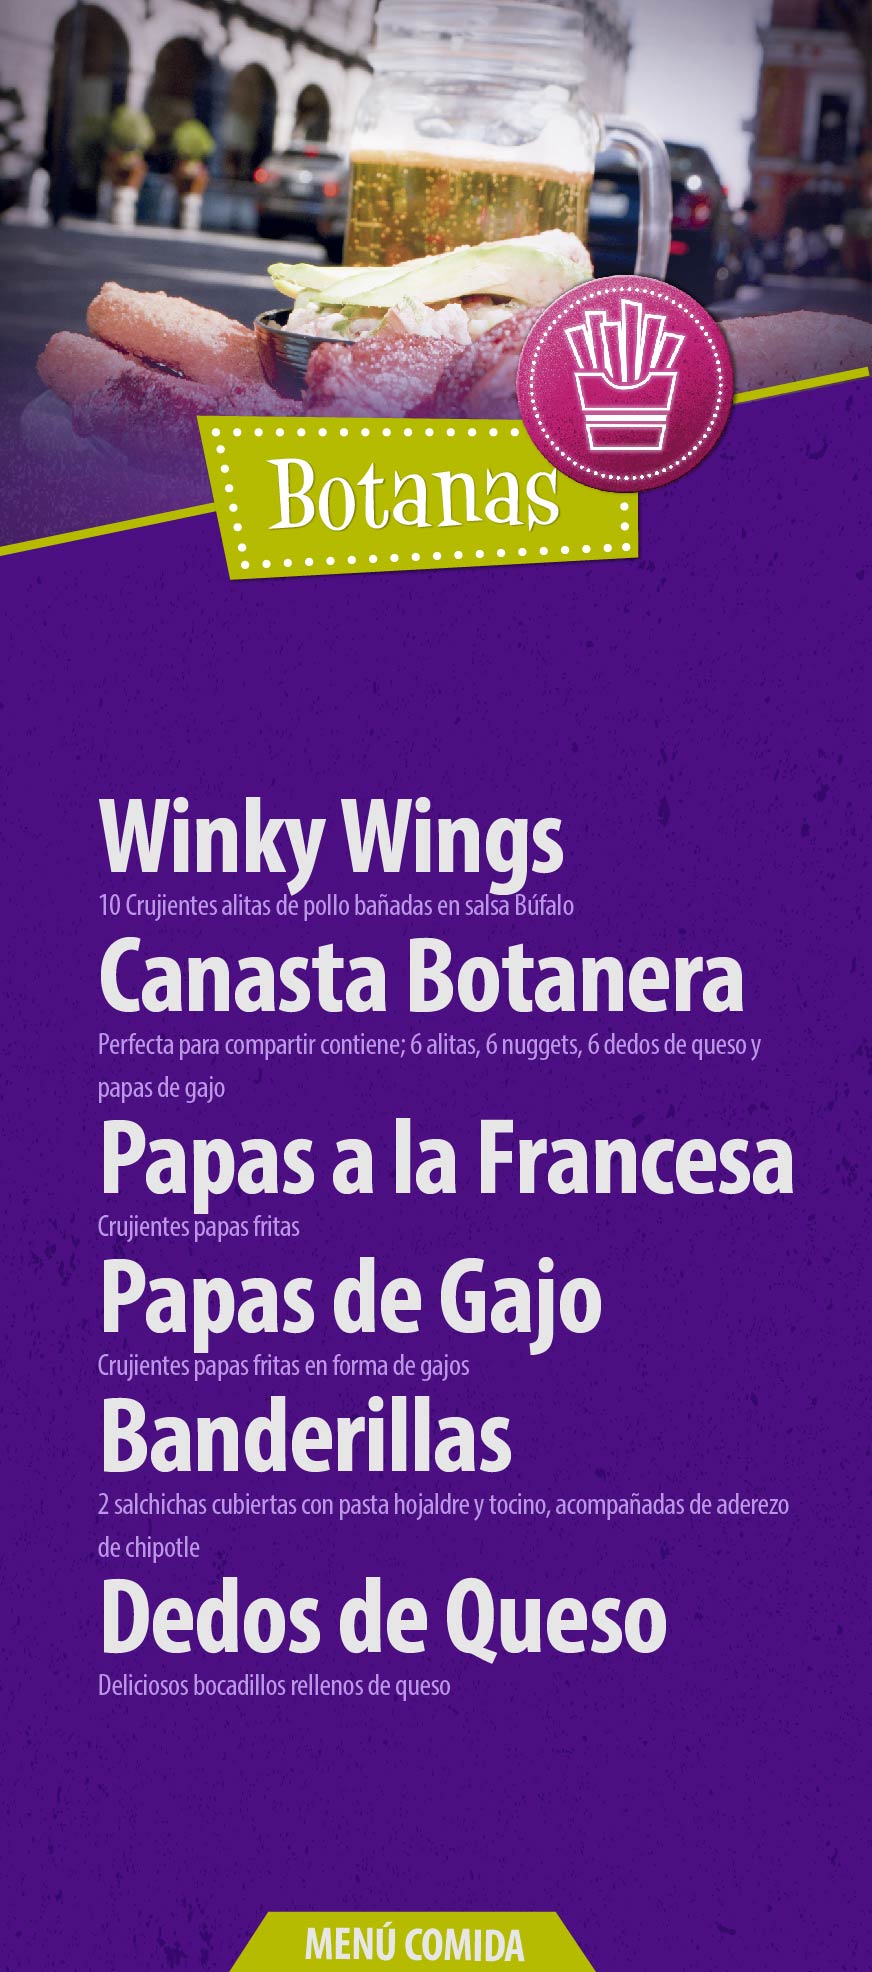 Botanas
Winky Wings
10 Crujientes alitas de pollo bañadas en salsa Búfalo
Canasta Botanera
Perfecta para compartir contiene; 6 alitas, 6 nuggets, 6 dedos de queso y
papas de gajo
Papas a la Francesa
Crujientes papas fritas
Papas de Gajo
Crujientes papas fritas en forma de gajos
Banderillas
2 salchichas cubiertas con pasta hojaldre y tocino, acompañadas de aderezo
de chipotle
Dedos de Queso
Deliciosos bocadillos rellenos de queso
MENÚ COMIDA